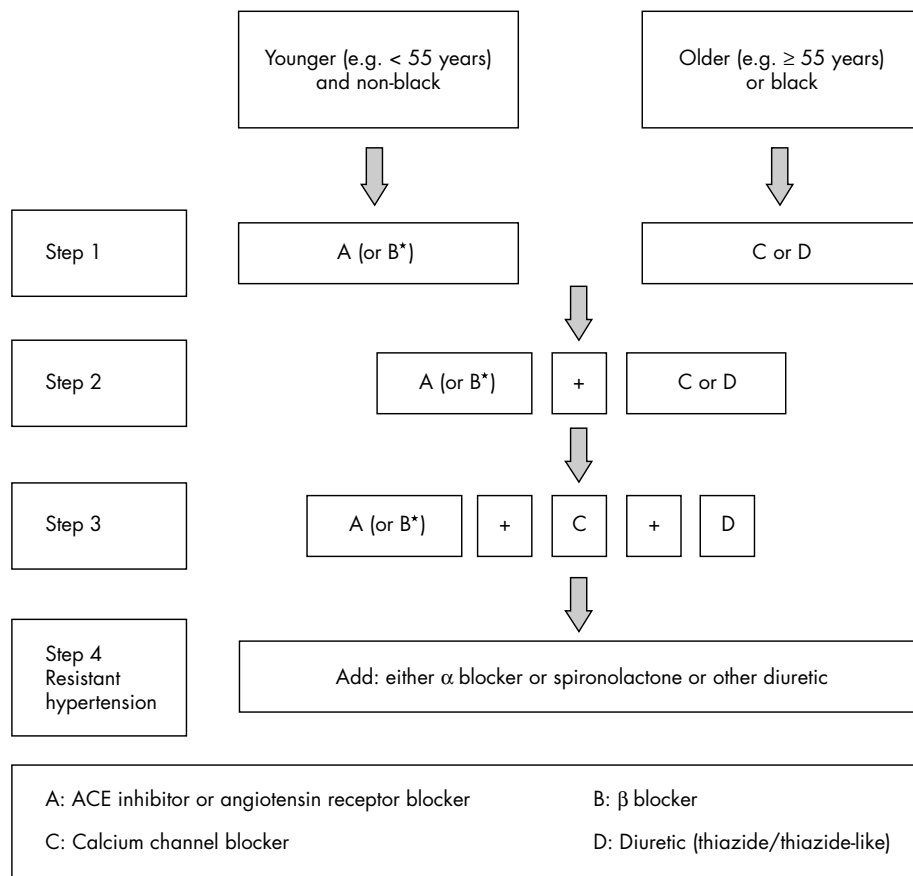 Younger (e.g. < 55 years)
and non-black
Older (e.g. ≥ 55 years)
or black
Step 1
A (or B*)
C or D
Step 2
A (or B*)
+
C or D
Step 3
A (or B*)
+
C
+
D
Step 4
Resistant
hypertension
Add: either α blocker or spironolactone or other diuretic
A: ACE inhibitor or angiotensin receptor blocker
B: β blocker
C: Calcium channel blocker
D: Diuretic (thiazide/thiazide-like)